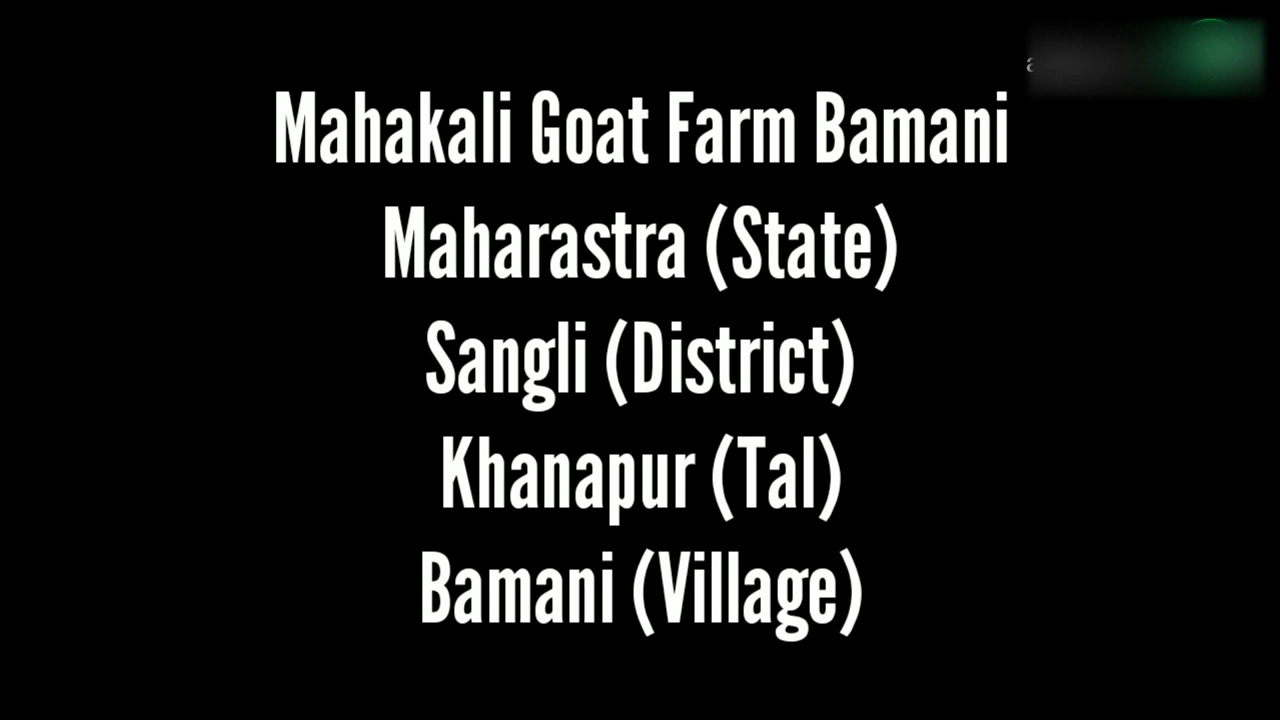 Mahakali Goat Farm Bamani
Maharastra (State)
Sangli (District)
Khanapur (Tal)
Bamani (Village)